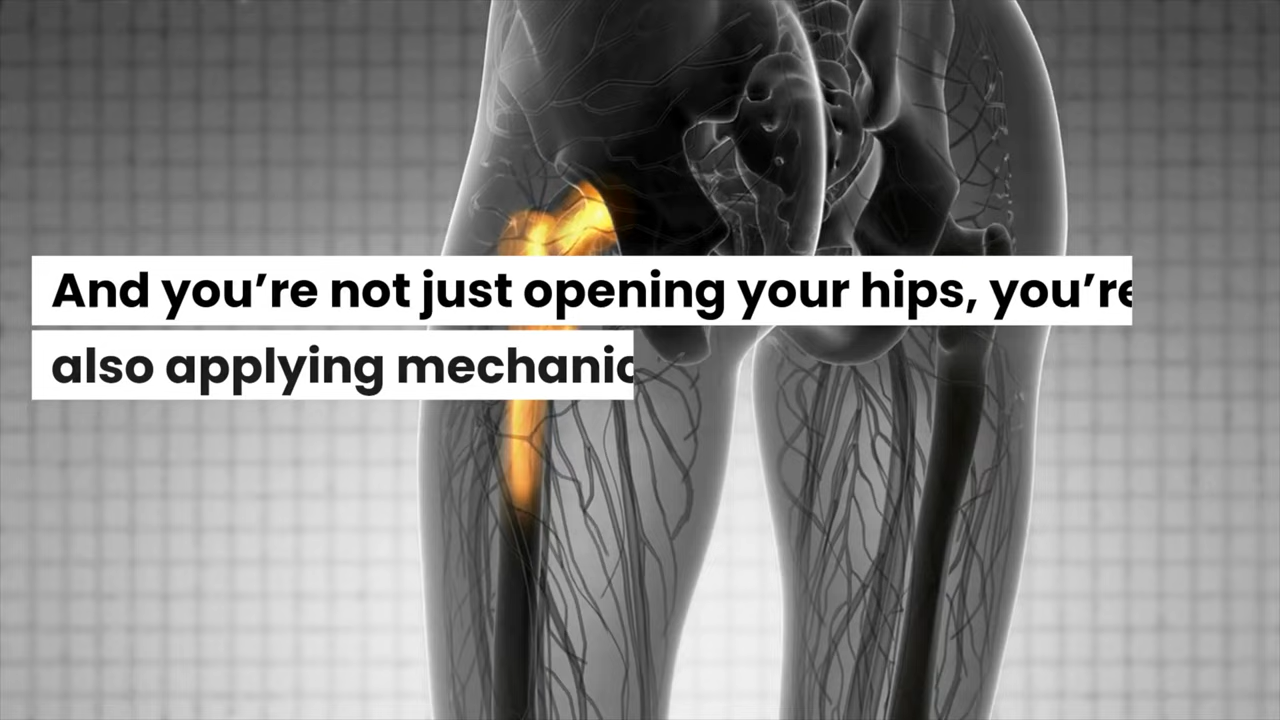 And you’re not just opening your hips, you’re
also applying mechanic